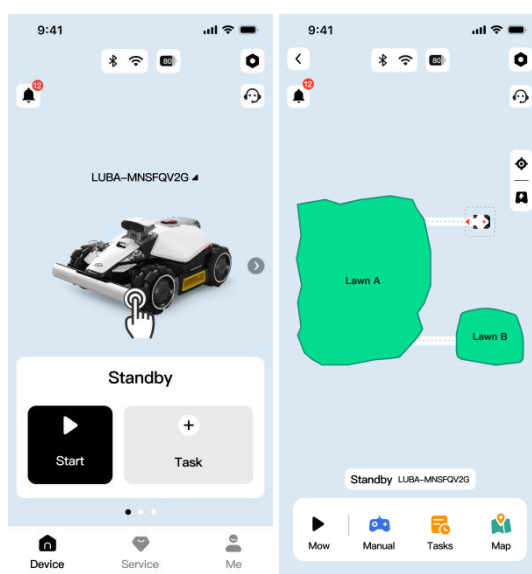 9:41
80
12
LUBA-MNSFQV2G
Standby
Start
Task
Device
Service
Me
9:41
80
12
Lawn A
Lawn B
Standby LUBA-MNSFQV2G
Mow
Manual
Tasks
Map